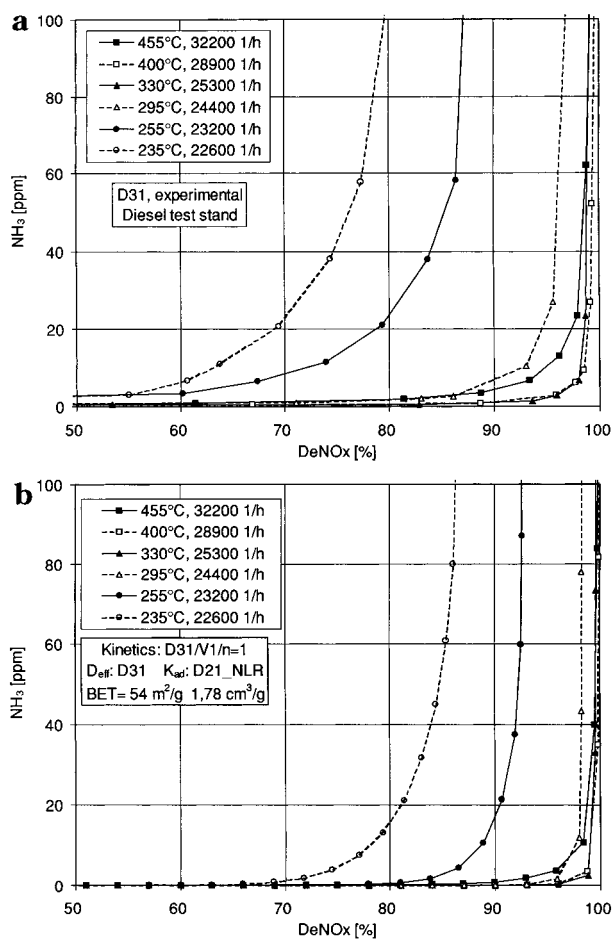 a
100
80
60
40
20
0
NH₃ [ppm]
455°C, 32200 1/h
400°C, 28900 1/h
330°C, 25300 1/h
295°C, 24400 1/h
255°C, 23200 1/h
235°C, 22600 1/h
D31, experimental
Diesel test stand
50 60 70 80 90 100
DeNOx [%]
b
100
80
60
40
20
0
NH₃ [ppm]
455°C, 32200 1/h
400°C, 28900 1/h
330°C, 25300 1/h
295°C, 24400 1/h
255°C, 23200 1/h
235°C, 22600 1/h
Kinetics: D31/V1/n=1
Deff: D31 Kad: D21_NLR
BET= 54 m²/g 1,78 cm³/g
50 60 70 80 90 100
DeNOx [%]